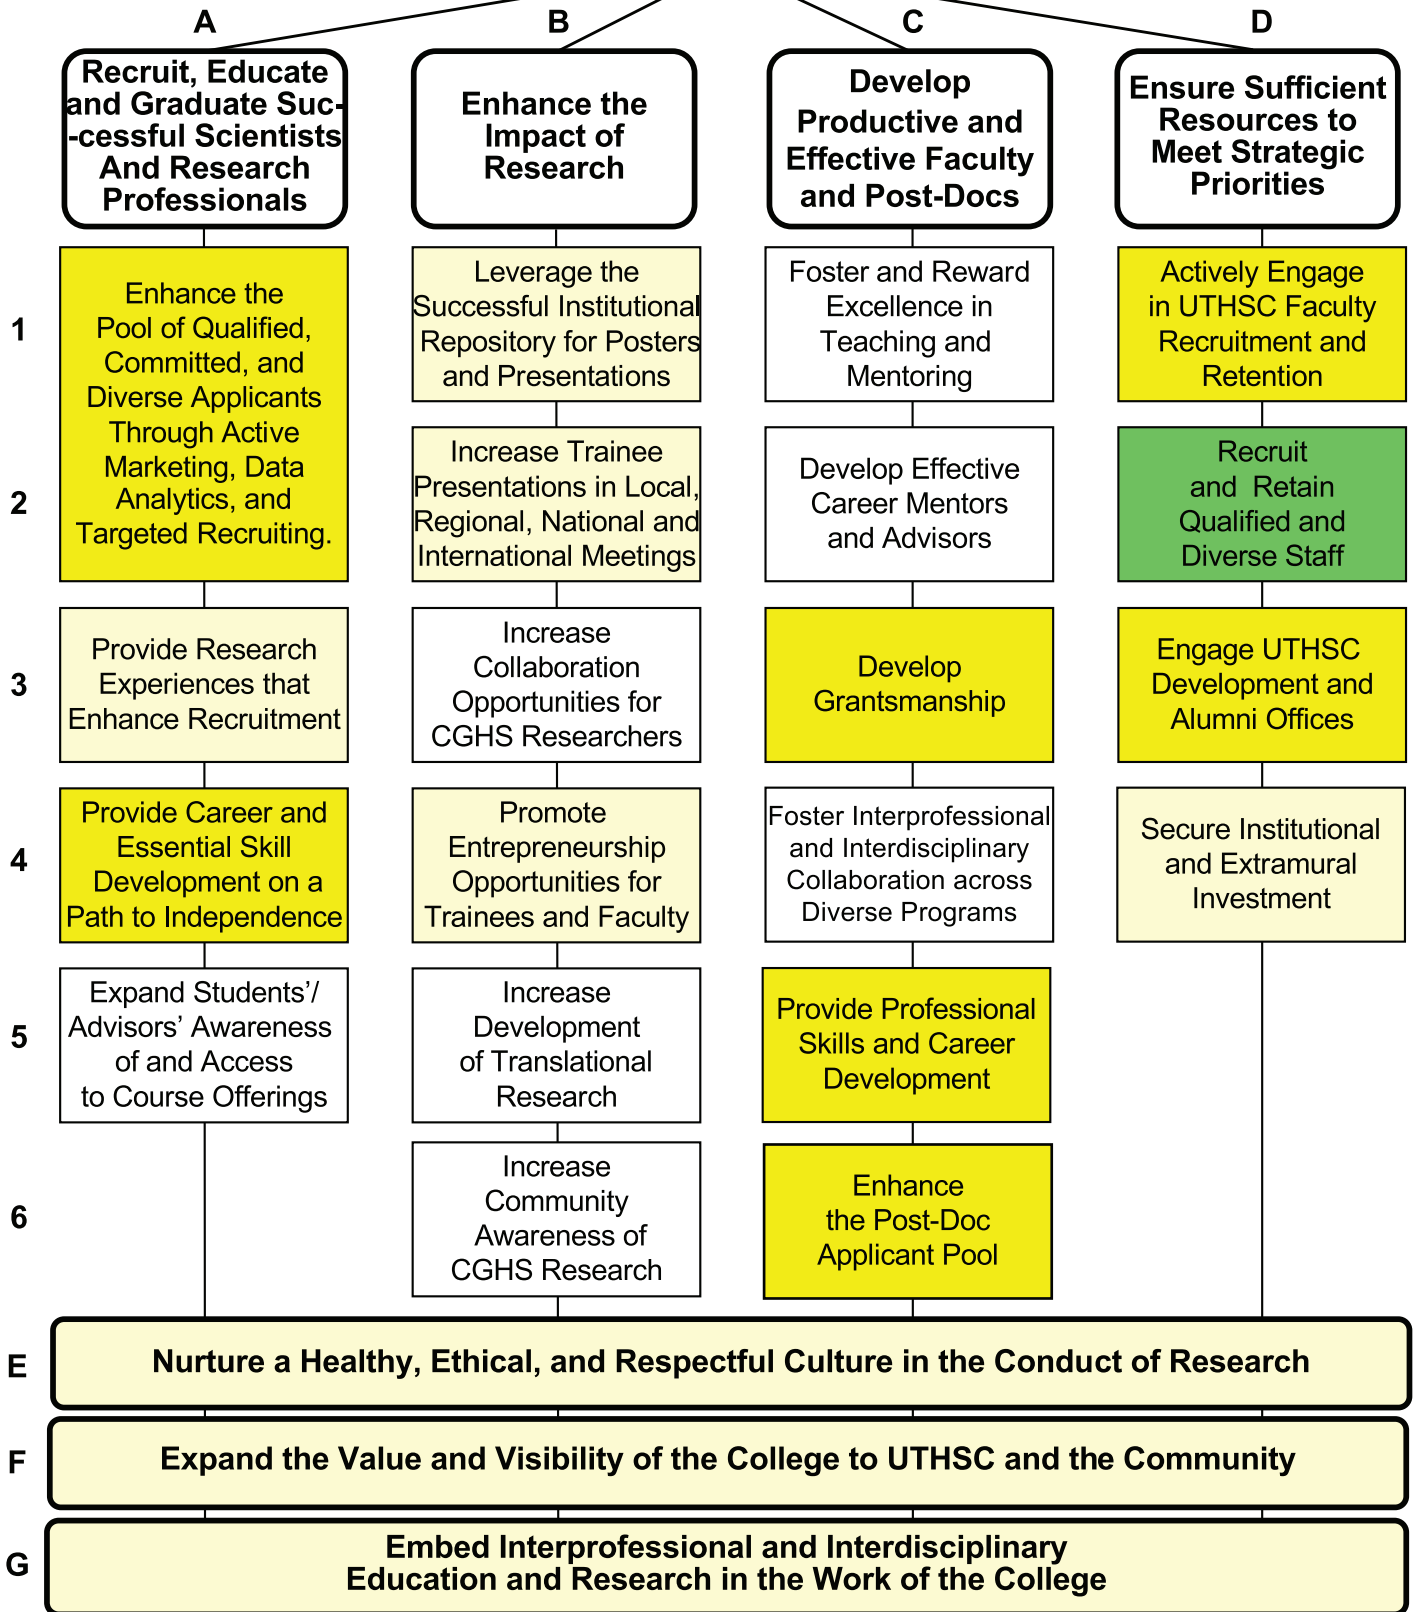 A
B
C
D
Recruit, Educate
and Graduate Suc-
-cessful Scientists
And Research
Professionals
Enhance the
Impact of
Research
Develop
Productive and
Effective Faculty
and Post-Docs
Ensure Sufficient
Resources to
Meet Strategic
Priorities
1
Enhance the
Pool of Qualified,
Committed, and
Diverse Applicants
Through Active
Marketing, Data
Analytics, and
Targeted Recruiting.
Leverage the
Successful Institutional
Repository for Posters
and Presentations
Foster and Reward
Excellence in
Teaching and
Mentoring
Actively Engage
in UTHSC Faculty
Recruitment and
Retention
2
Increase Trainee
Presentations in Local,
Regional, National and
International Meetings
Develop Effective
Career Mentors
and Advisors
Recruit
and Retain
Qualified and
Diverse Staff
3
Provide Research
Experiences that
Enhance Recruitment
Increase
Collaboration
Opportunities for
CGHS Researchers
Develop
Grantsmanship
Engage UTHSC
Development and
Alumni Offices
4
Provide Career and
Essential Skill
Development on a
Path to Independence
Promote
Entrepreneurship
Opportunities for
Trainees and Faculty
Foster Interprofessional
and Interdisciplinary
Collaboration across
Diverse Programs
Secure Institutional
and Extramural
Investment
5
Expand Students’/
Advisors’ Awareness
of and Access
to Course Offerings
Increase
Development
of Translational
Research
Provide Professional
Skills and Career
Development
6
Increase
Community
Awareness of
CGHS Research
Enhance
the Post-Doc
Applicant Pool
E
Nurture a Healthy, Ethical, and Respectful Culture in the Conduct of Research
F
Expand the Value and Visibility of the College to UTHSC and the Community
G
Embed Interprofessional and Interdisciplinary
Education and Research in the Work of the College